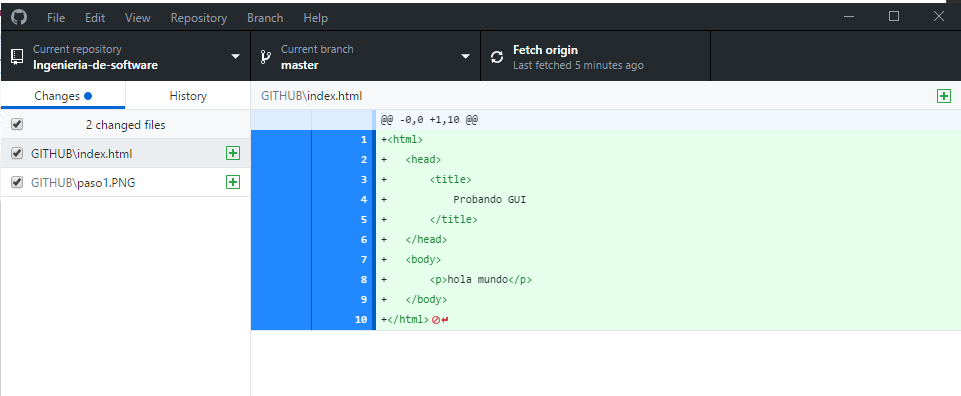 File Edit View Repository Branch Help
Current repository
Ingenieria-de-software
Current branch
master
Fetch origin
Last fetched 5 minutes ago
Changes History
2 changed files
GITHUB\index.html
GITHUB\paso1.PNG
GITHUB\index.html
@@ -0,0 +1,10 @@
1 +<html>
2 + <head>
3 + <title>
4 + Probando GUI
5 + </title>
6 + </head>
7 + <body>
8 + <p>hola mundo</p>
9 + </body>
10 +</html>